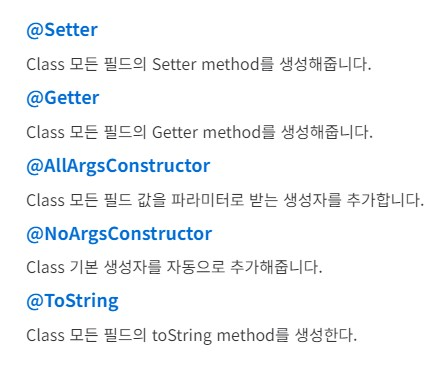 @Setter
Class 모든 필드의 Setter method를 생성해줍니다.
@Getter
Class 모든 필드의 Getter method를 생성해줍니다.
@AllArgsConstructor
Class 모든 필드 값을 파라미터로 받는 생성자를 추가합니다.
@NoArgsConstructor
Class 기본 생성자를 자동으로 추가해줍니다.
@ToString
Class 모든 필드의 toString method를 생성한다.